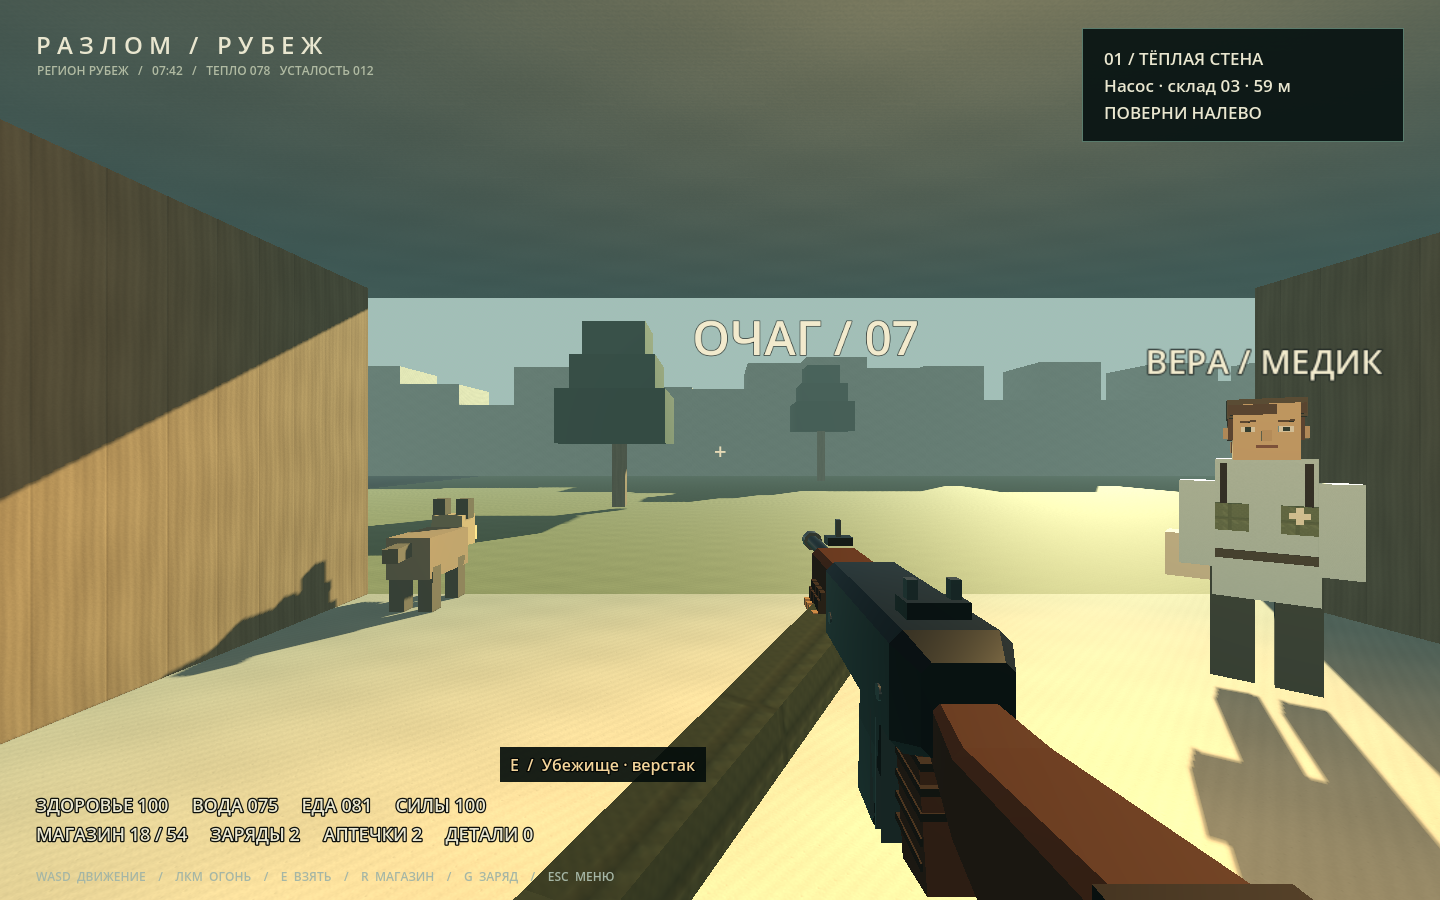 РАЗЛОМ / РУБЕЖ
РЕГИОН РУБЕЖ / 07:42 / ТЕПЛО 078 УСТАЛОСТЬ 012
01 / ТЁПЛАЯ СТЕНА
Насос · склад 03 · 59 м
ПОВЕРНИ НАЛЕВО
ОЧАГ / 07
ВЕРА / МЕДИК
E / Убежище · верстак
ЗДОРОВЬЕ 100 ВОДА 075 ЕДА 081 СИЛЫ 100
МАГАЗИН 18 / 54 ЗАРЯДЫ 2 АПТЕЧКИ 2 ДЕТАЛИ 0
WASD ДВИЖЕНИЕ / ЛКМ ОГОНЬ / E ВЗЯТЬ / R МАГАЗИН / G ЗАРЯД / ESC МЕНЮ